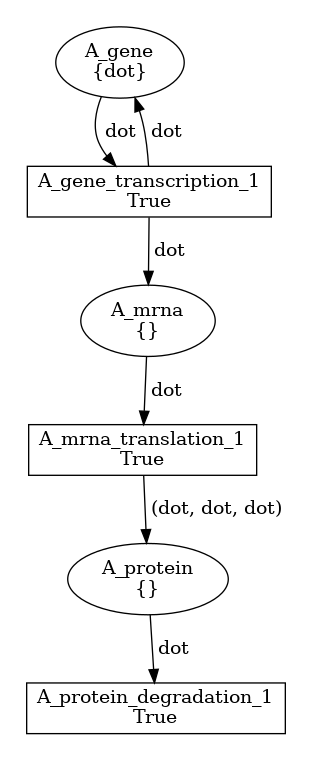 A_gene
{dot}
dot dot
A_gene_transcription_1
True
dot
A_mrna
{}
dot
A_mrna_translation_1
True
(dot, dot, dot)
A_protein
{}
dot
A_protein_degradation_1
True